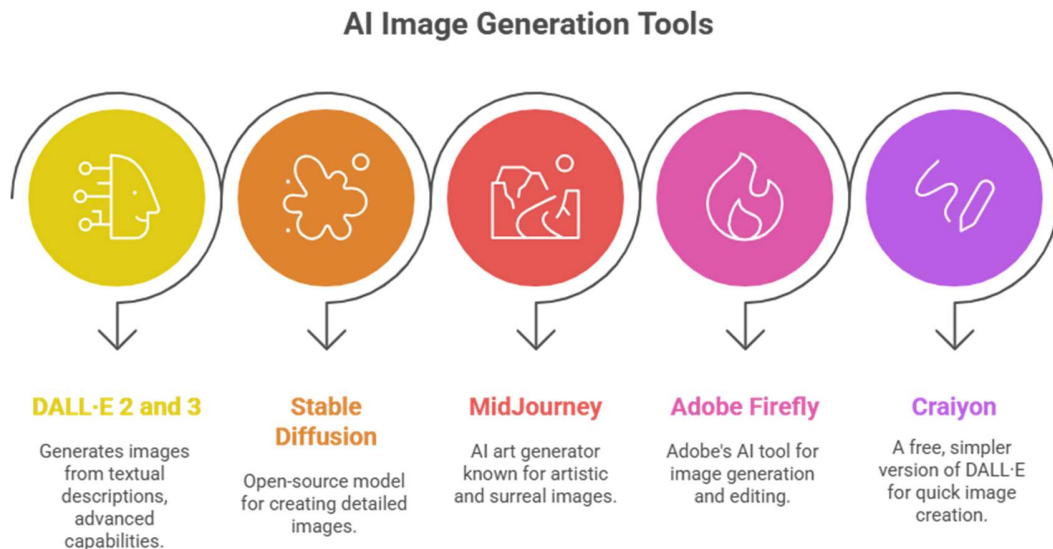 AI Image Generation Tools
DALL·E 2 and 3
Generates images
from textual
descriptions,
advanced
capabilities.
Stable
Diffusion
Open-source model
for creating detailed
images.
MidJourney
AI art generator
known for artistic
and surreal images.
Adobe Firefly
Adobe's AI tool for
image generation
and editing.
Craiyon
A free, simpler
version of DALL·E
for quick image
creation.